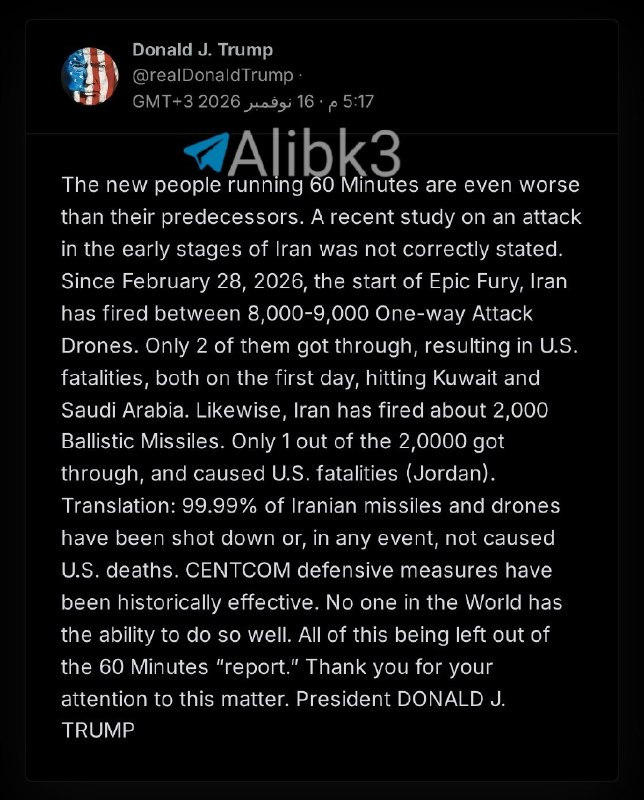 Donald J. Trump
@realDonaldTrump ·
5:17 م · 16 نوفمبر 2026 GMT+3
Alibk3
The new people running 60 Minutes are even worse
than their predecessors. A recent study on an attack
in the early stages of Iran was not correctly stated.
Since February 28, 2026, the start of Epic Fury, Iran
has fired between 8,000-9,000 One-way Attack
Drones. Only 2 of them got through, resulting in U.S.
fatalities, both on the first day, hitting Kuwait and
Saudi Arabia. Likewise, Iran has fired about 2,000
Ballistic Missiles. Only 1 out of the 2,0000 got
through, and caused U.S. fatalities (Jordan).
Translation: 99.99% of Iranian missiles and drones
have been shot down or, in any event, not caused
U.S. deaths. CENTCOM defensive measures have
been historically effective. No one in the World has
the ability to do so well. All of this being left out of
the 60 Minutes “report.” Thank you for your
attention to this matter. President DONALD J.
TRUMP